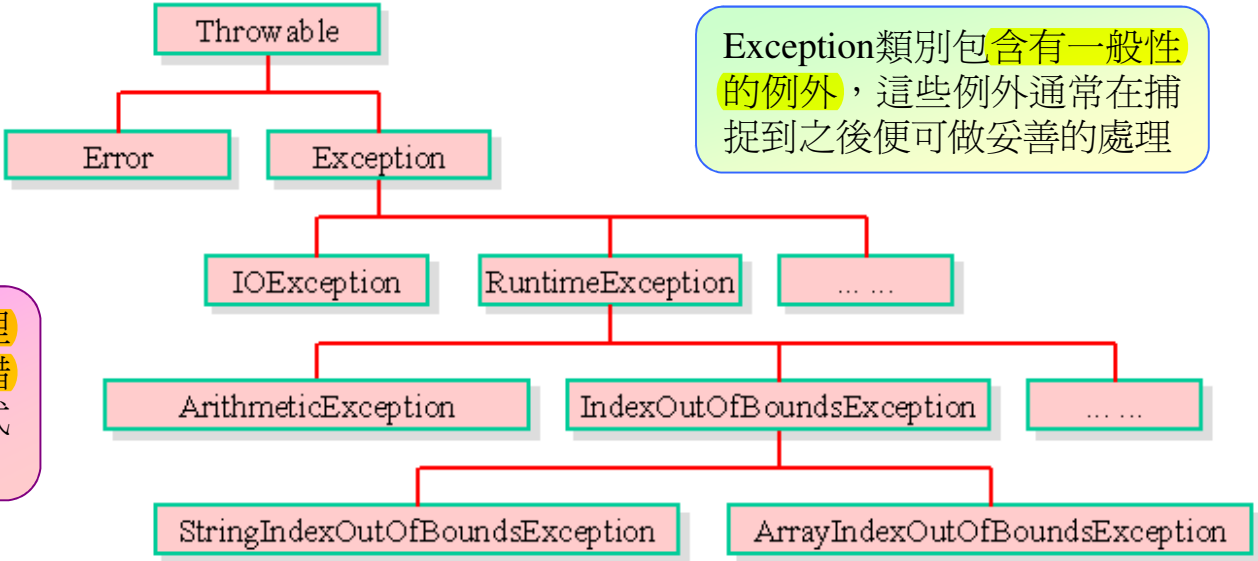 Throwable
Exception類別包含有一般性
的例外，這些例外通常在捕
捉到之後便可做妥善的處理
Error
Exception
IOException
RuntimeException
... ...
理
錯
ArithmeticException
IndexOutOfBoundsException
... ...
StringIndexOutOfBoundsException
ArrayIndexOutOfBoundsException